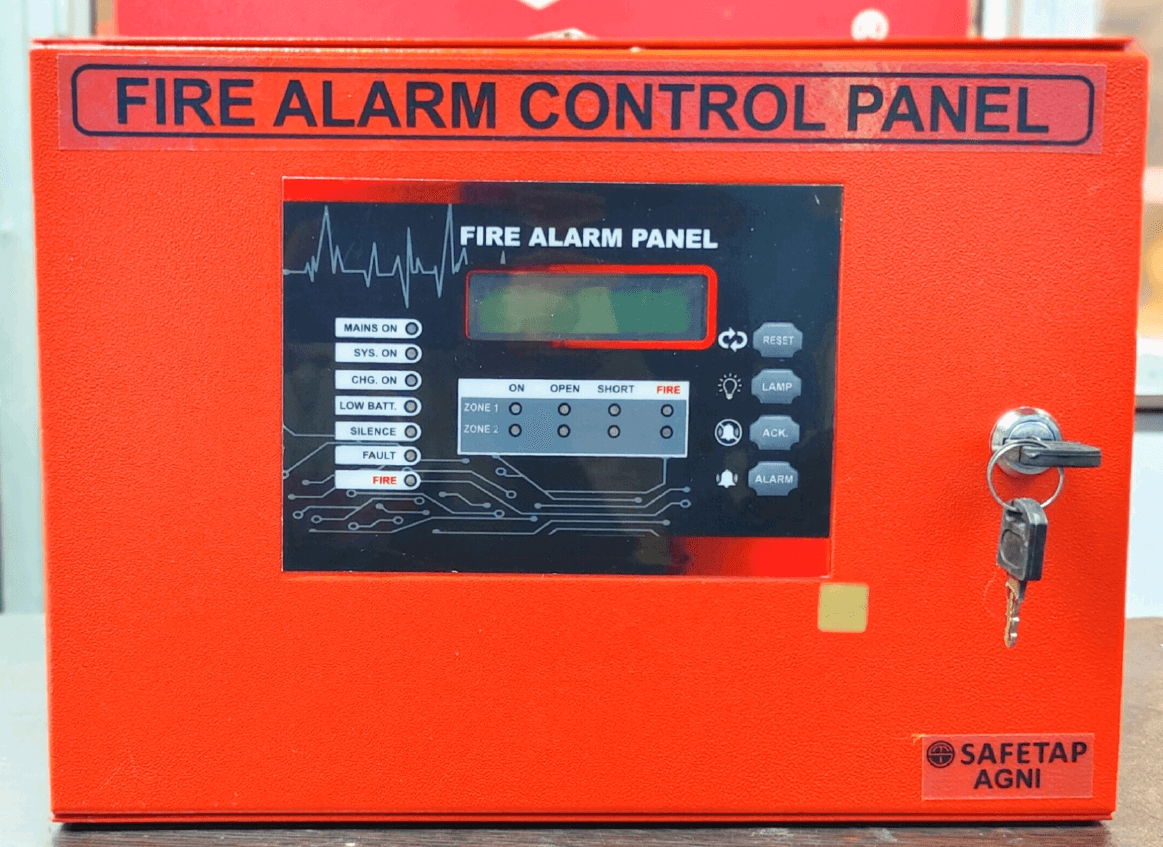 FIRE ALARM CONTROL PANEL
FIRE ALARM PANEL
MAINS ON
SYS. ON
CHG. ON
LOW BATT.
SILENCE
FAULT
FIRE
ON OPEN SHORT FIRE
ZONE 1
ZONE 2
RESET
LAMP
ACK.
ALARM
SAFETAP
AGNI